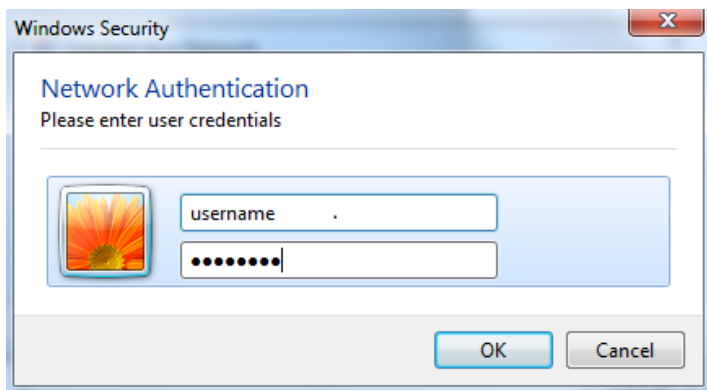 Windows Security
Network Authentication
Please enter user credentials
username .
●●●●●●●●
OK Cancel